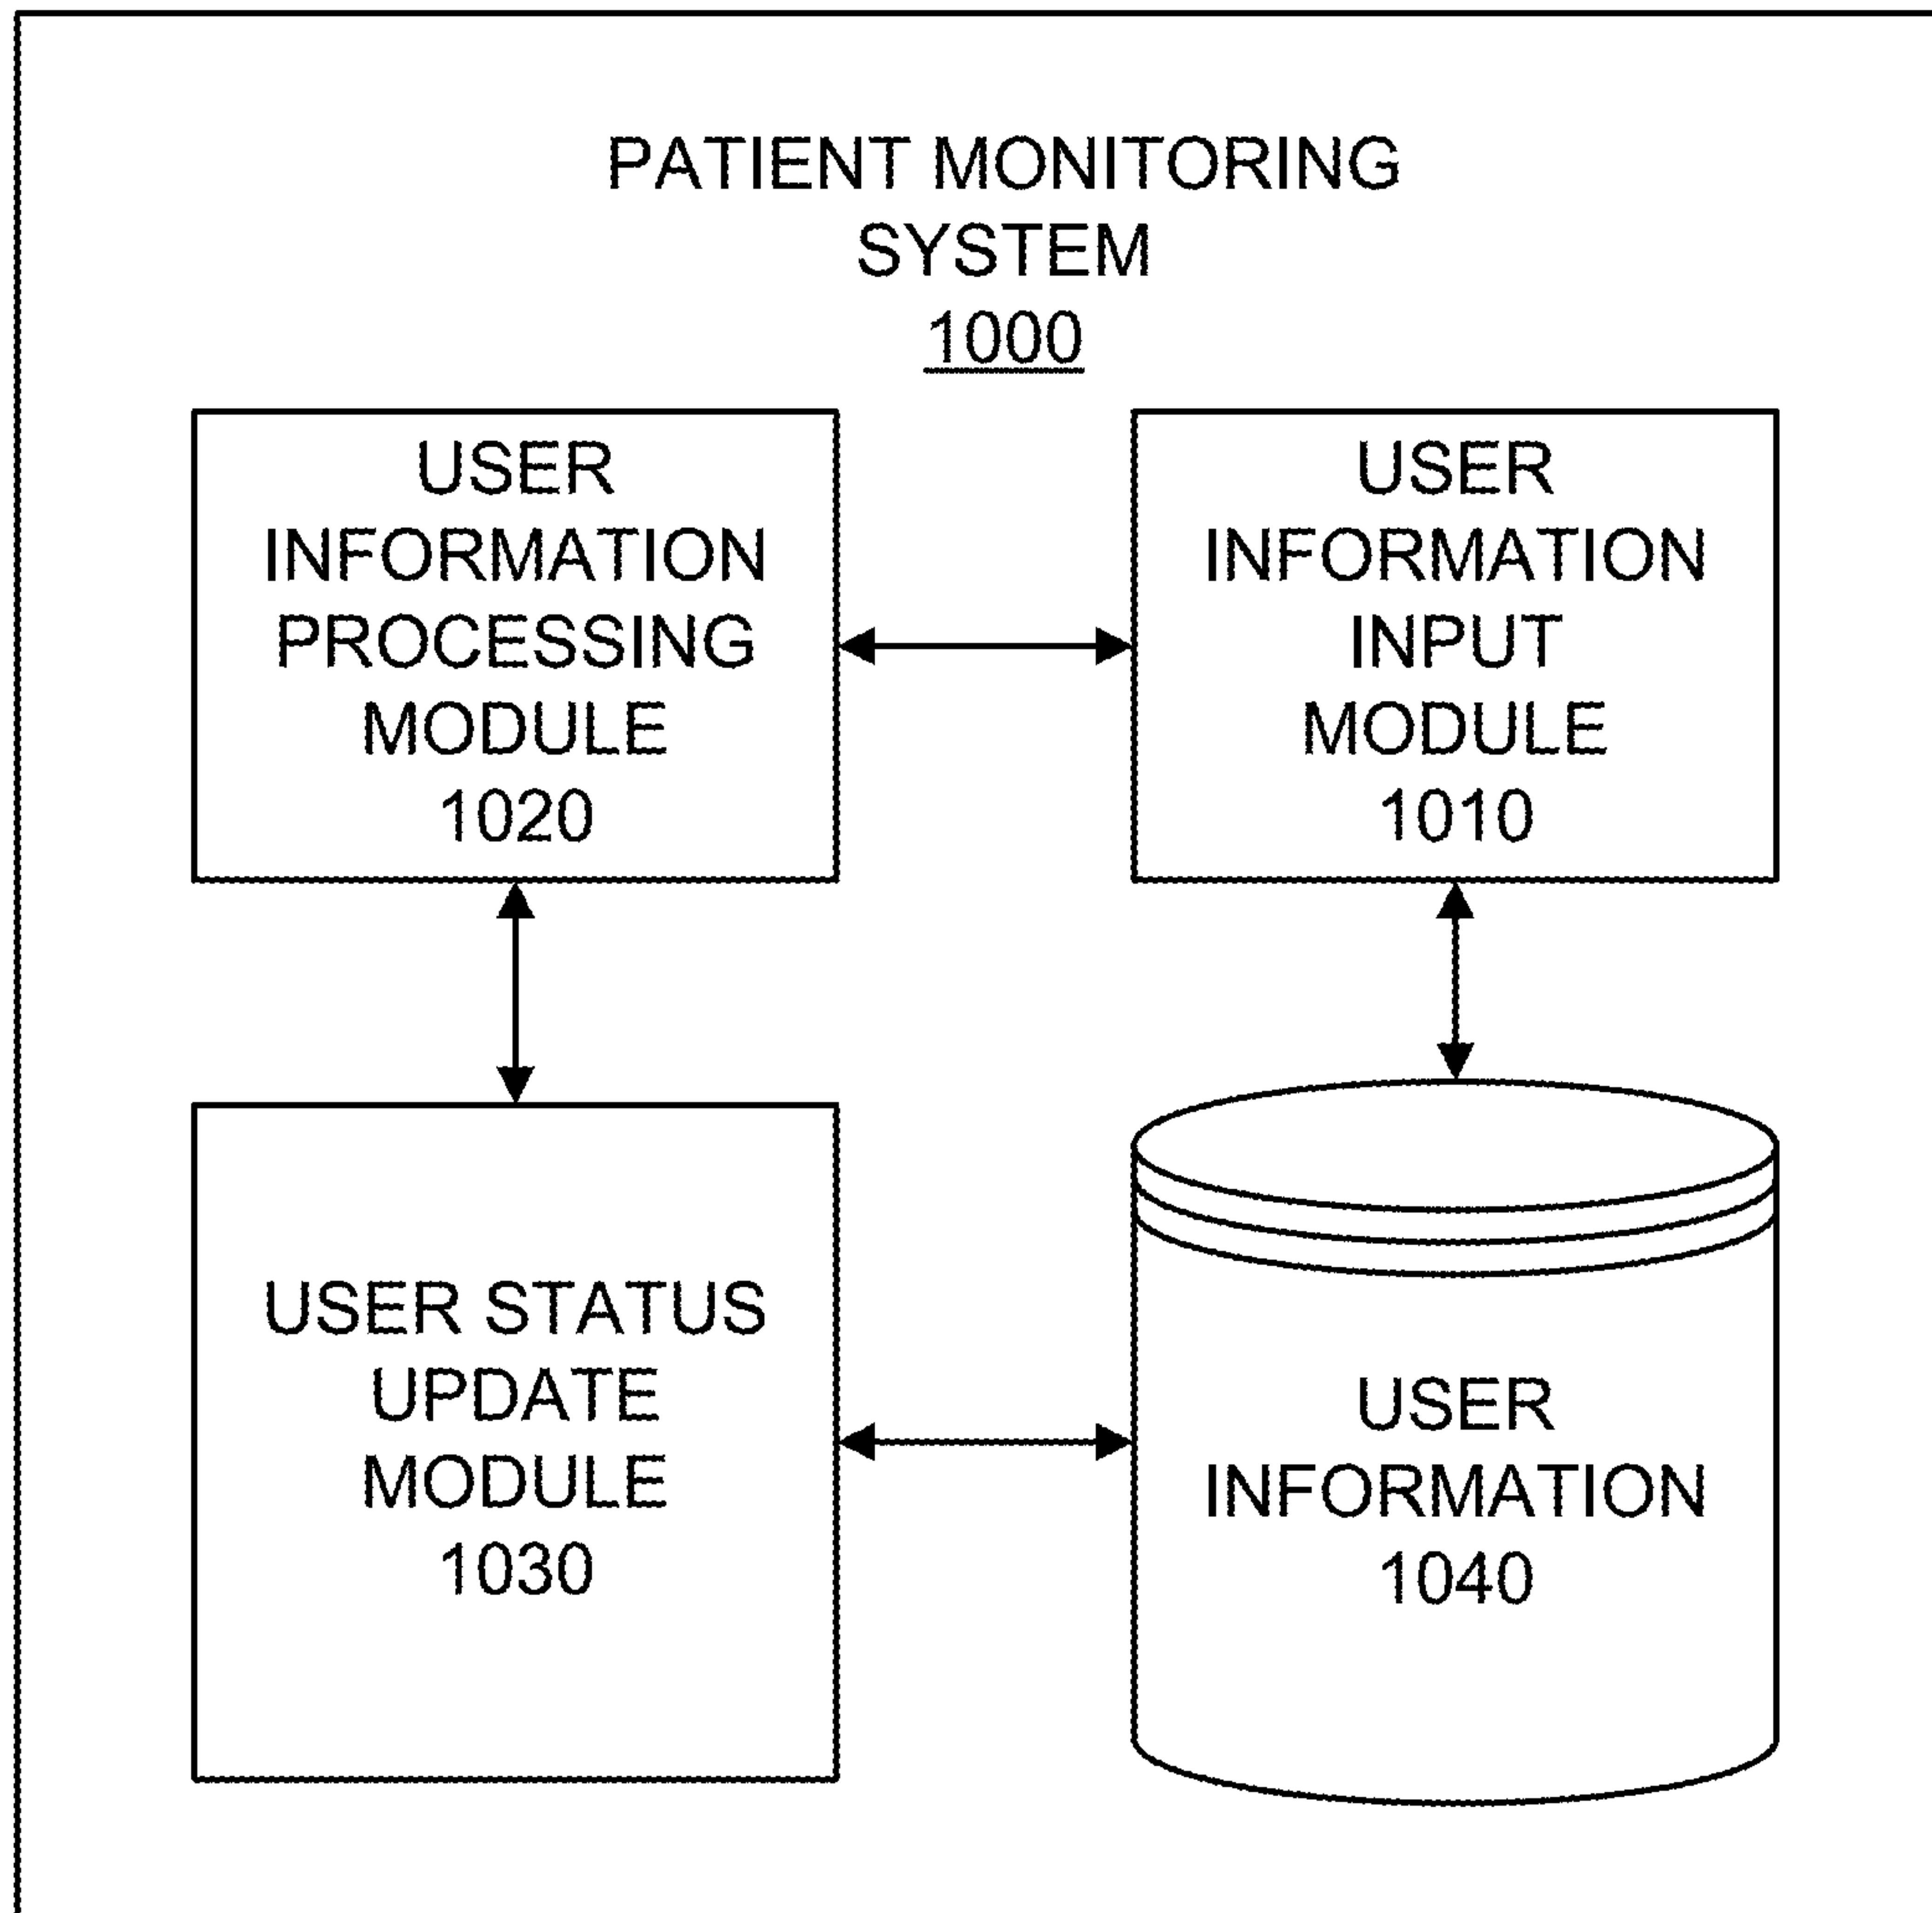 PATIENT MONITORING
SYSTEM
1000
USER
INFORMATION
PROCESSING
MODULE
1020
USER
INFORMATION
INPUT
MODULE
1010
USER STATUS
UPDATE
MODULE
1030
USER
INFORMATION
1040